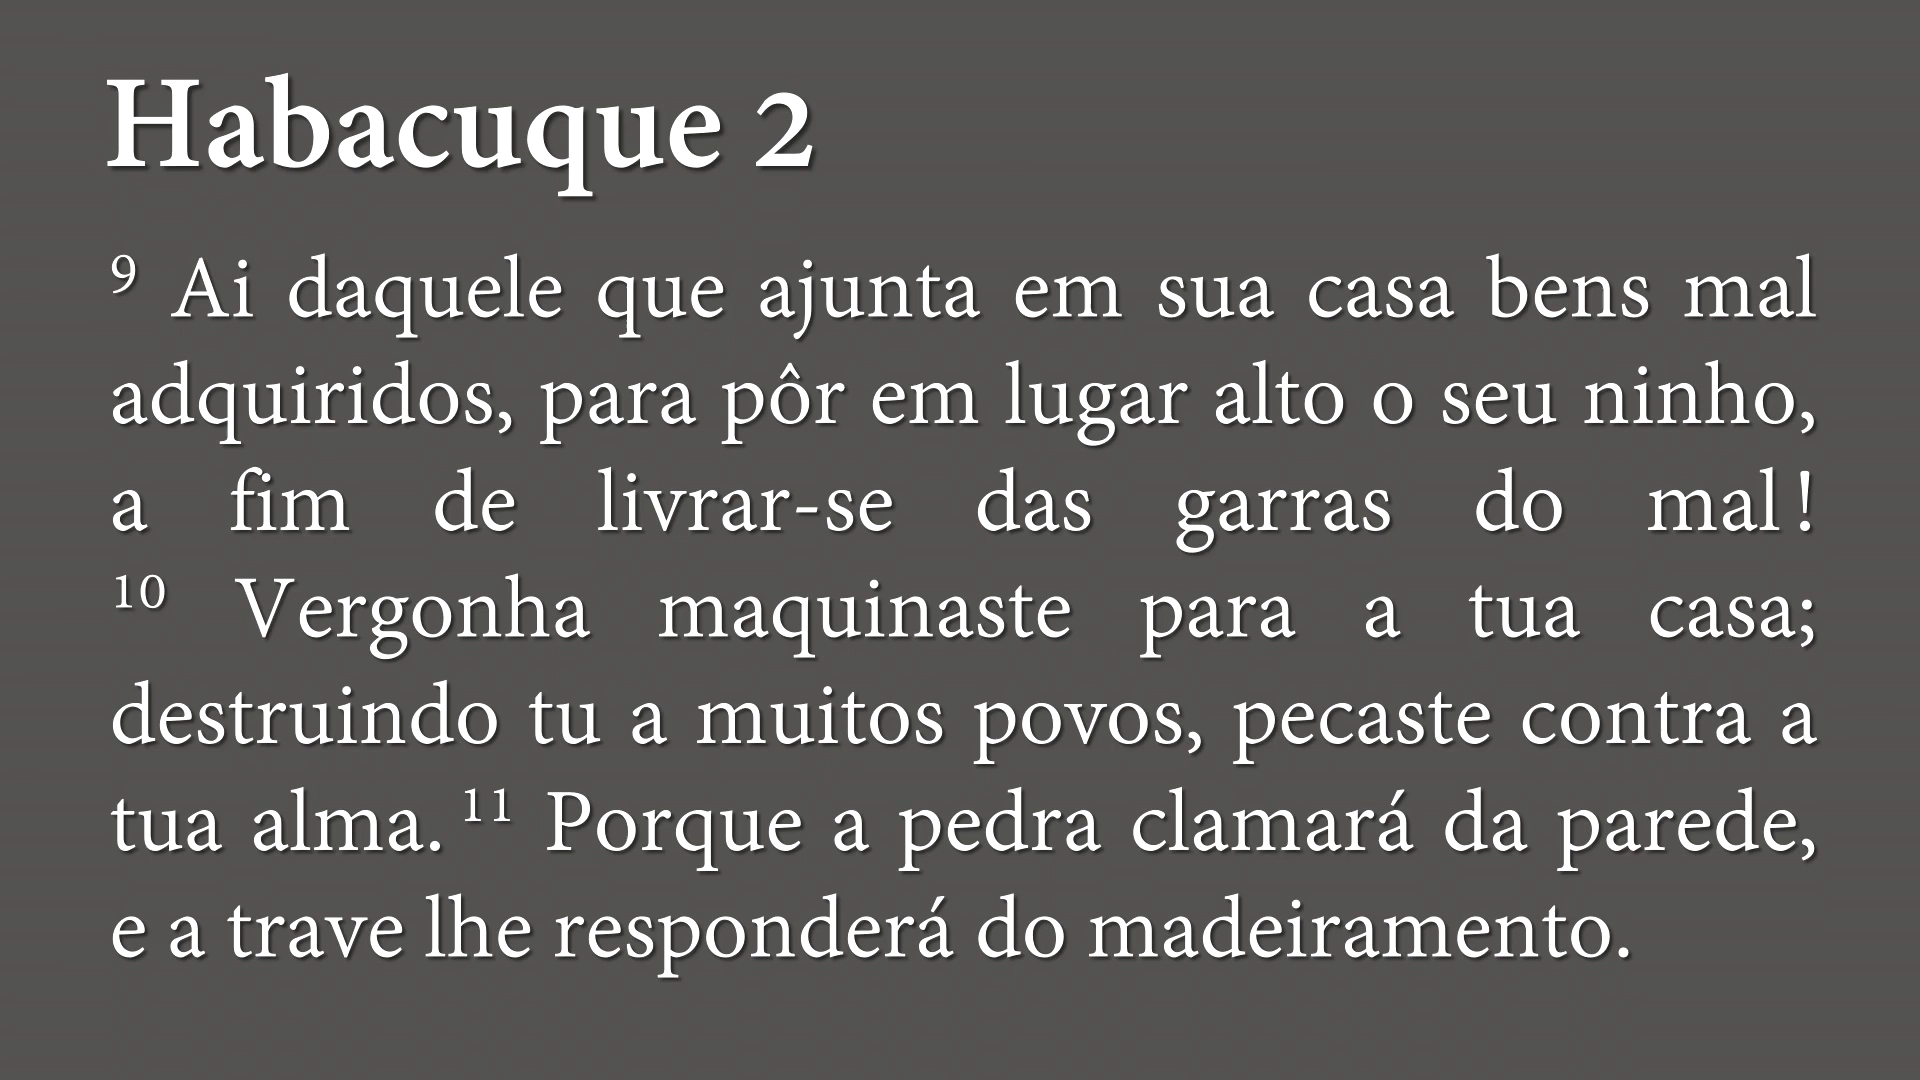 Habacuque 2
⁹ Ai daquele que ajunta em sua casa bens mal
adquiridos, para pôr em lugar alto o seu ninho,
a fim de livrar-se das garras do mal!
¹⁰ Vergonha maquinaste para a tua casa;
destruindo tu a muitos povos, pecaste contra a
tua alma. ¹¹ Porque a pedra clamará da parede,
e a trave lhe responderá do madeiramento.